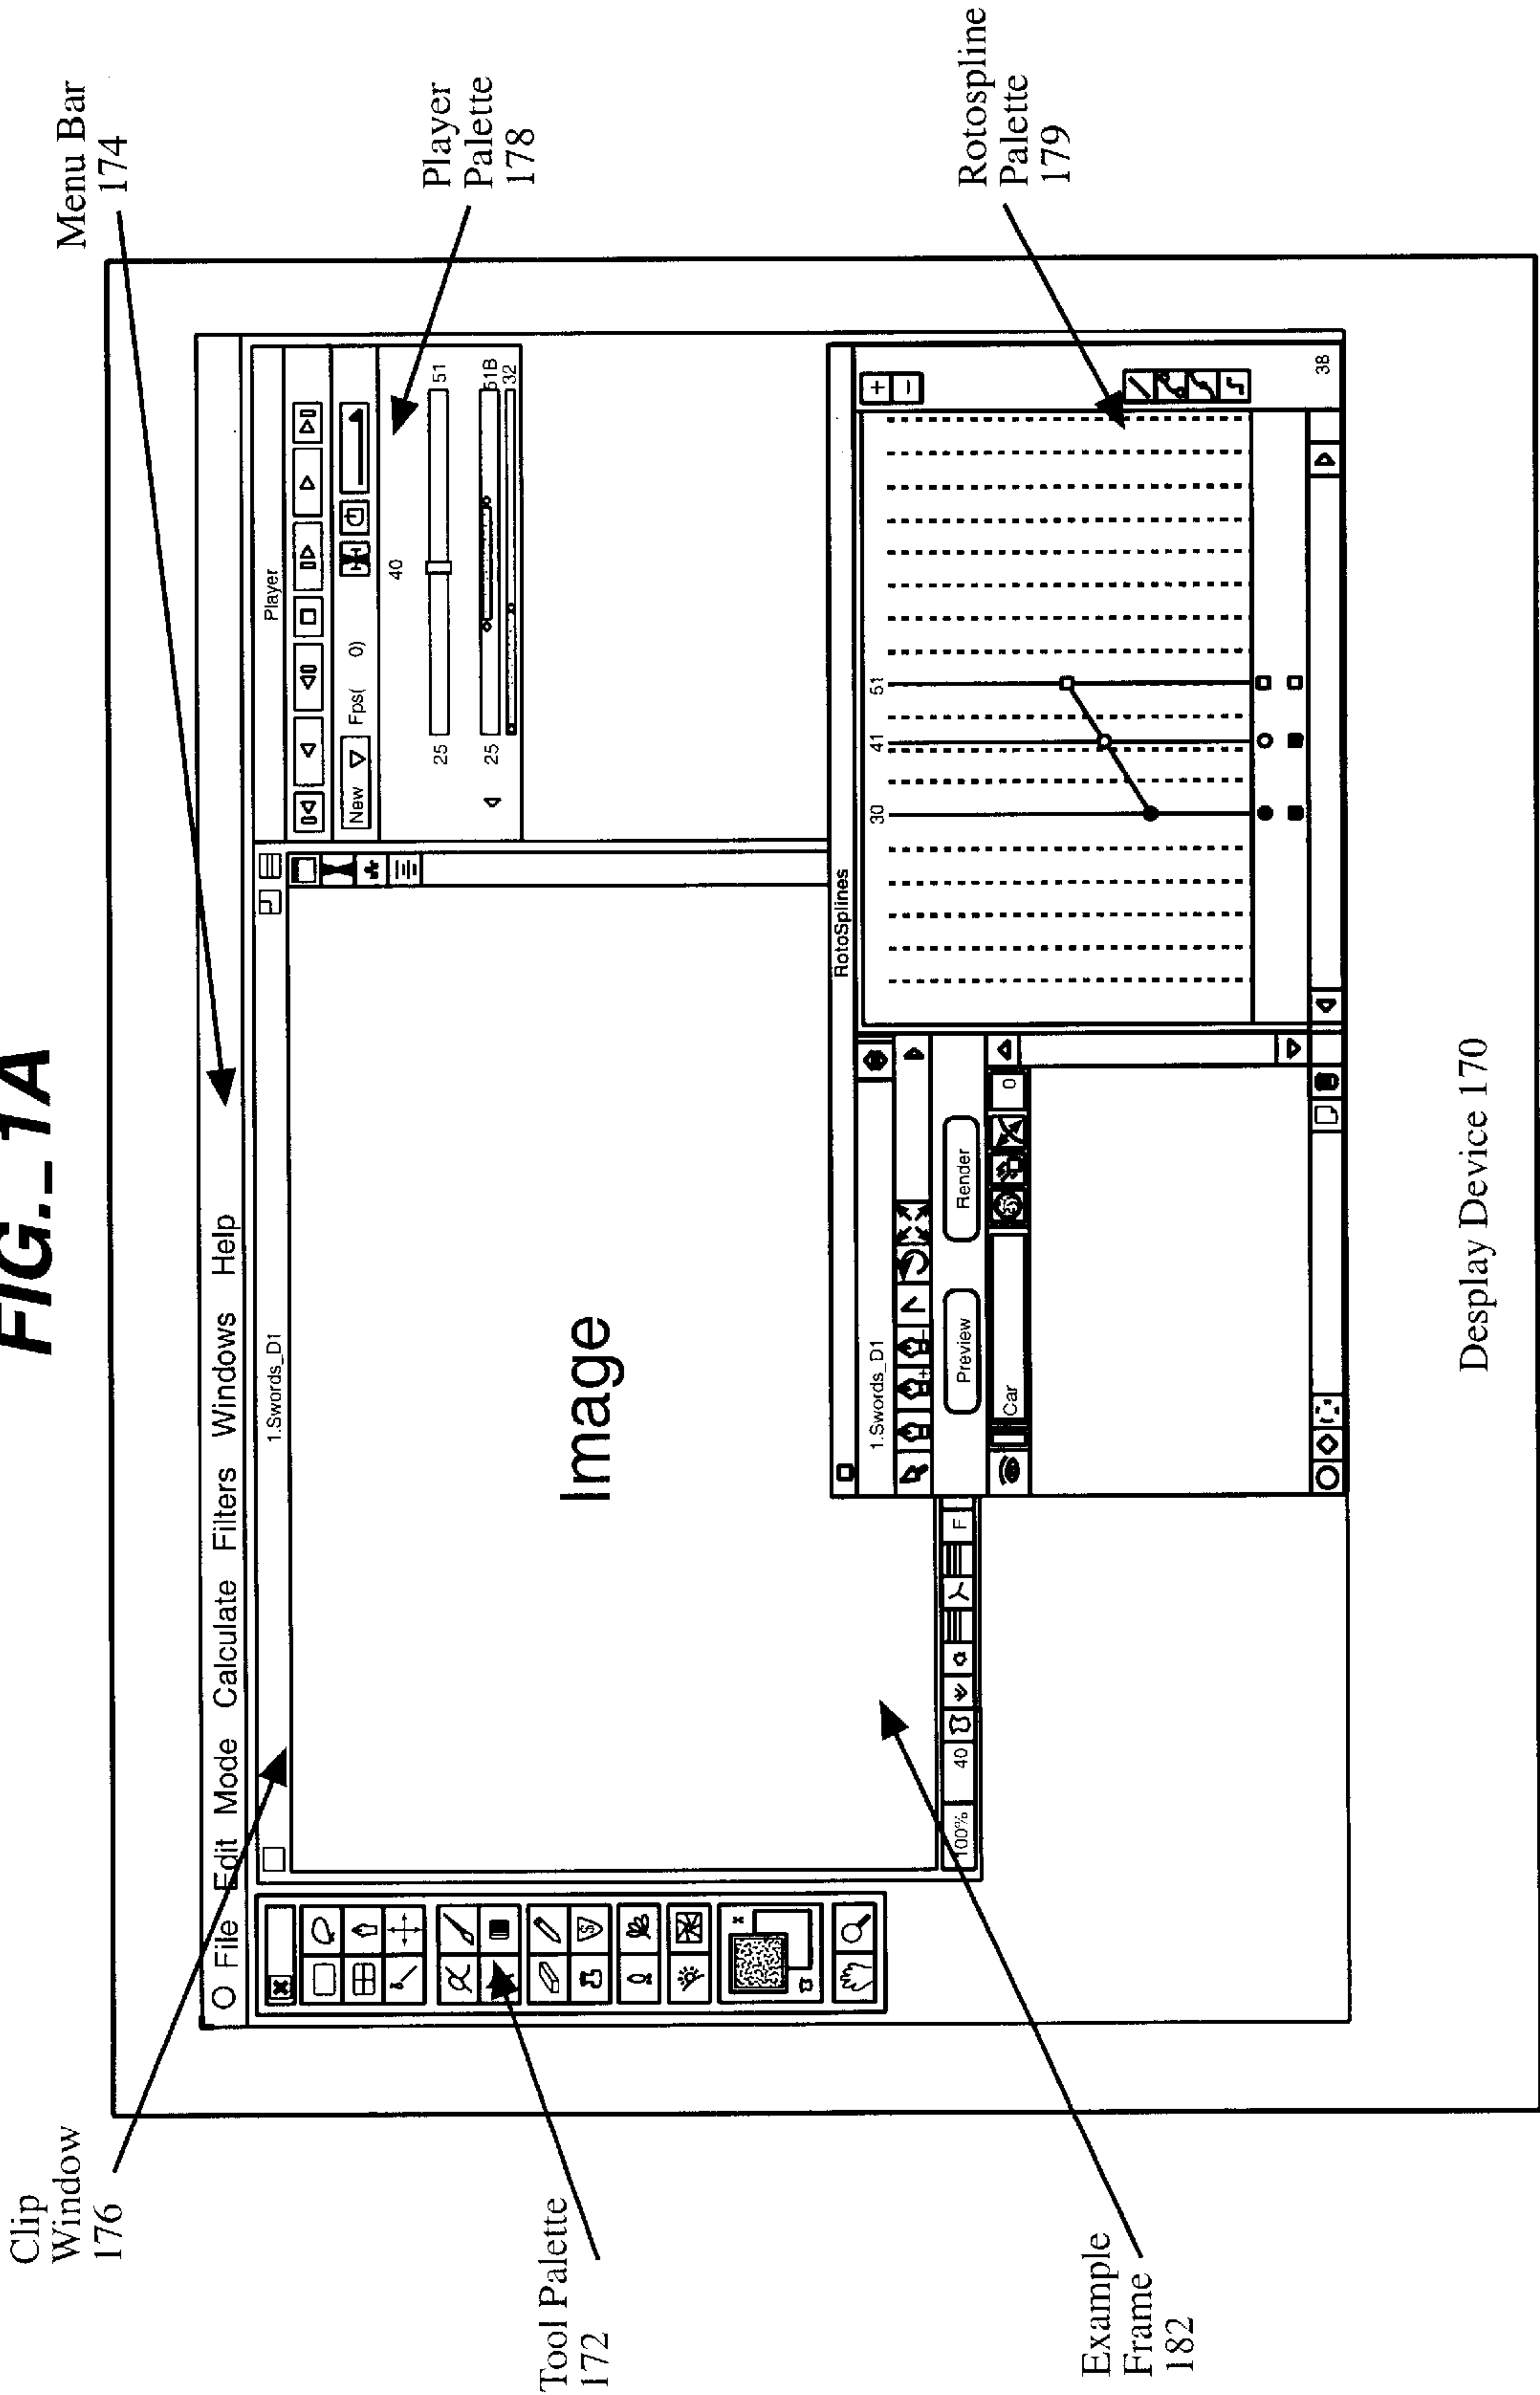 FIG._1A
Clip
Window
176
Menu Bar
174
File Edit Mode Calculate Filters Windows Help
1.Swords_D1
Player
New Fps( 0)
40
25 51
25 51B
32
Player
Palette
178
Tool Palette
172
Image
100% 40 F
RotoSplines
1.Swords_D1
Preview Render
Car 0
30 41 51
+
−
38
Rotospline
Palette
179
Example
Frame
182
Desplay Device 170